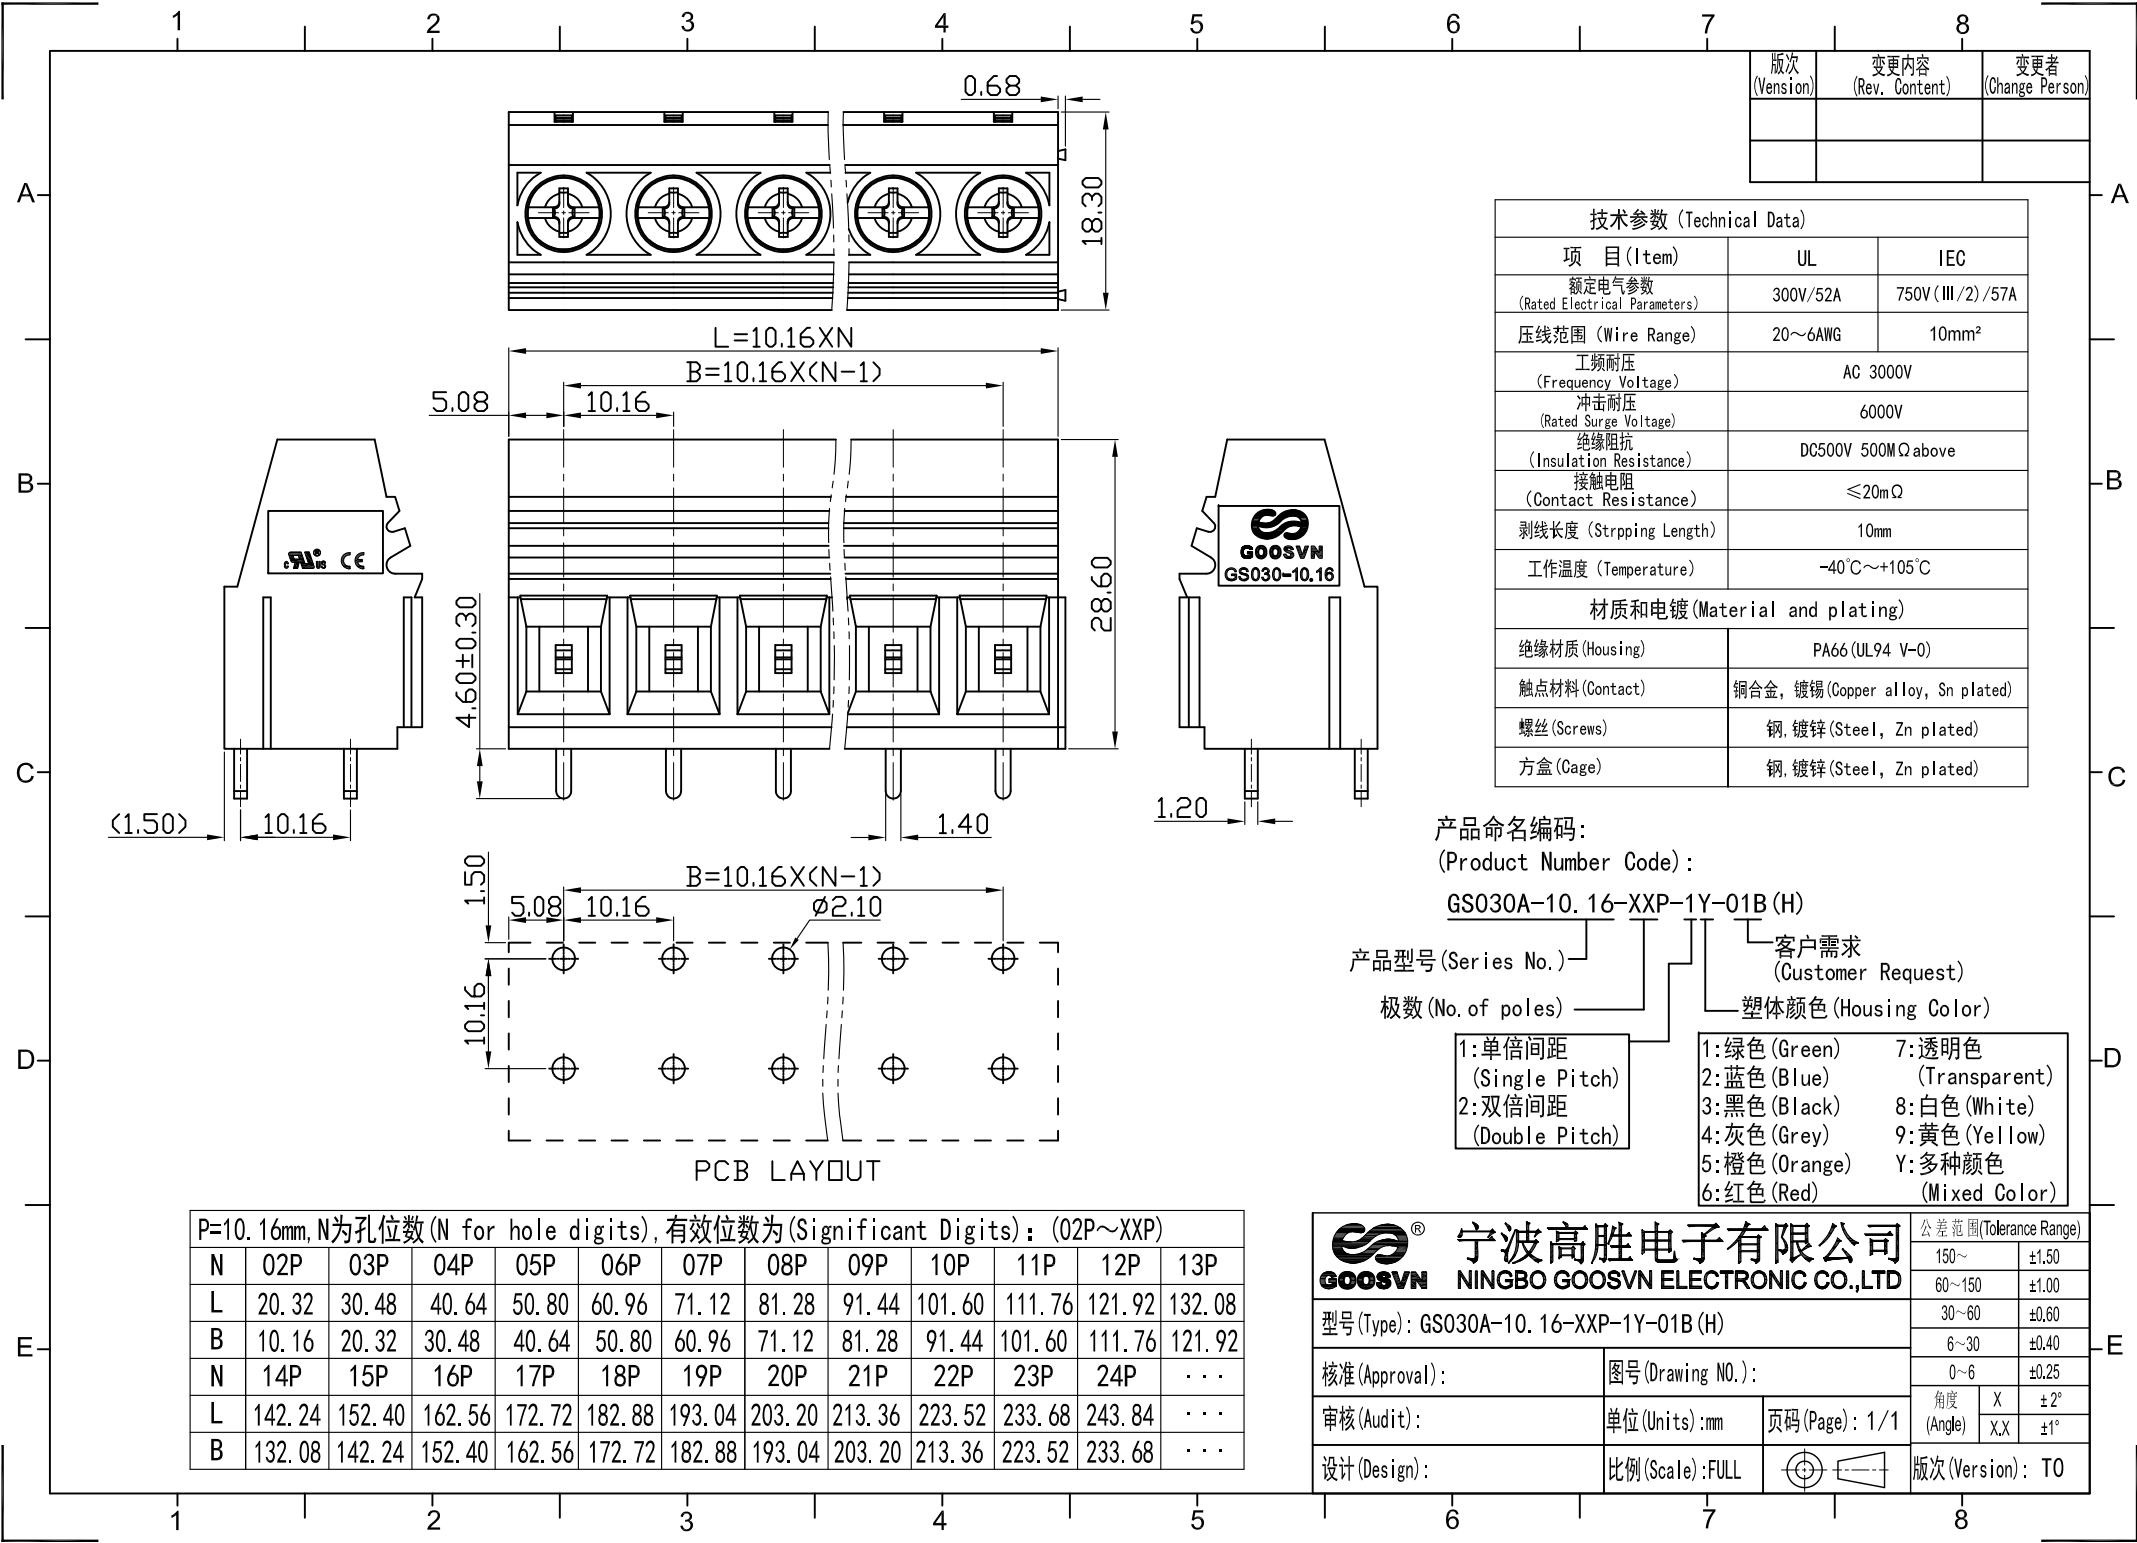 1 2 3 4 5 6 7 8
版次 变更内容 变更者
(Vension) (Rev. Content) (Change Person)
A A
B B
C C
D D
E E
0.68
18.30
L=10.16XN
B=10.16X(N-1)
5.08 10.16
28.60
4.60±0.30
c RU ® us CE
GOOSVN
GS030-10.16
(1.50) 10.16
1.40
1.20
B=10.16X(N-1)
1.50
5.08 10.16 ø2.10
10.16
PCB LAYOUT
技术参数 (Technical Data)
项 目(Item) UL IEC
额定电气参数
(Rated Electrical Parameters) 300V/52A 750V(Ⅲ/2)/57A
压线范围 (Wire Range) 20～6AWG 10mm²
工频耐压
(Frequency Voltage) AC 3000V
冲击耐压
(Rated Surge Voltage) 6000V
绝缘阻抗
(Insulation Resistance) DC500V 500MΩabove
接触电阻
(Contact Resistance) ≤20mΩ
剥线长度 (Strpping Length) 10mm
工作温度 (Temperature) -40℃～+105℃
材质和电镀(Material and plating)
绝缘材质(Housing) PA66(UL94 V-0)
触点材料(Contact) 铜合金, 镀锡(Copper alloy, Sn plated)
螺丝(Screws) 钢,镀锌(Steel, Zn plated)
方盒(Cage) 钢,镀锌(Steel, Zn plated)
产品命名编码:
(Product Number Code):
GS030A-10.16-XXP-1Y-01B(H)
产品型号(Series No.)
客户需求
(Customer Request)
极数(No.of poles)
塑体颜色(Housing Color)
1:单倍间距
(Single Pitch)
2:双倍间距
(Double Pitch)
1:绿色(Green) 7:透明色
2:蓝色(Blue) (Transparent)
3:黑色(Black) 8:白色(White)
4:灰色(Grey) 9:黄色(Yellow)
5:橙色(Orange) Y:多种颜色
6:红色(Red) (Mixed Color)
P=10.16mm,N为孔位数(N for hole digits),有效位数为(Significant Digits): (02P～XXP)
N 02P 03P 04P 05P 06P 07P 08P 09P 10P 11P 12P 13P
L 20.32 30.48 40.64 50.80 60.96 71.12 81.28 91.44 101.60 111.76 121.92 132.08
B 10.16 20.32 30.48 40.64 50.80 60.96 71.12 81.28 91.44 101.60 111.76 121.92
N 14P 15P 16P 17P 18P 19P 20P 21P 22P 23P 24P ···
L 142.24 152.40 162.56 172.72 182.88 193.04 203.20 213.36 223.52 233.68 243.84 ···
B 132.08 142.24 152.40 162.56 172.72 182.88 193.04 203.20 213.36 223.52 233.68 ···
® 宁波高胜电子有限公司
GOOSVN NINGBO GOOSVN ELECTRONIC CO.,LTD
型号(Type): GS030A-10.16-XXP-1Y-01B(H)
核准(Approval): 图号(Drawing NO.):
审核(Audit): 单位(Units):mm 页码(Page): 1/1
设计(Design): 比例(Scale):FULL
公差范围(Tolerance Range)
150～ ±1.50
60～150 ±1.00
30～60 ±0.60
6～30 ±0.40
0～6 ±0.25
角度 X ±2°
(Angle) X.X ±1°
版次(Version): T0
1 2 3 4 5 6 7 8